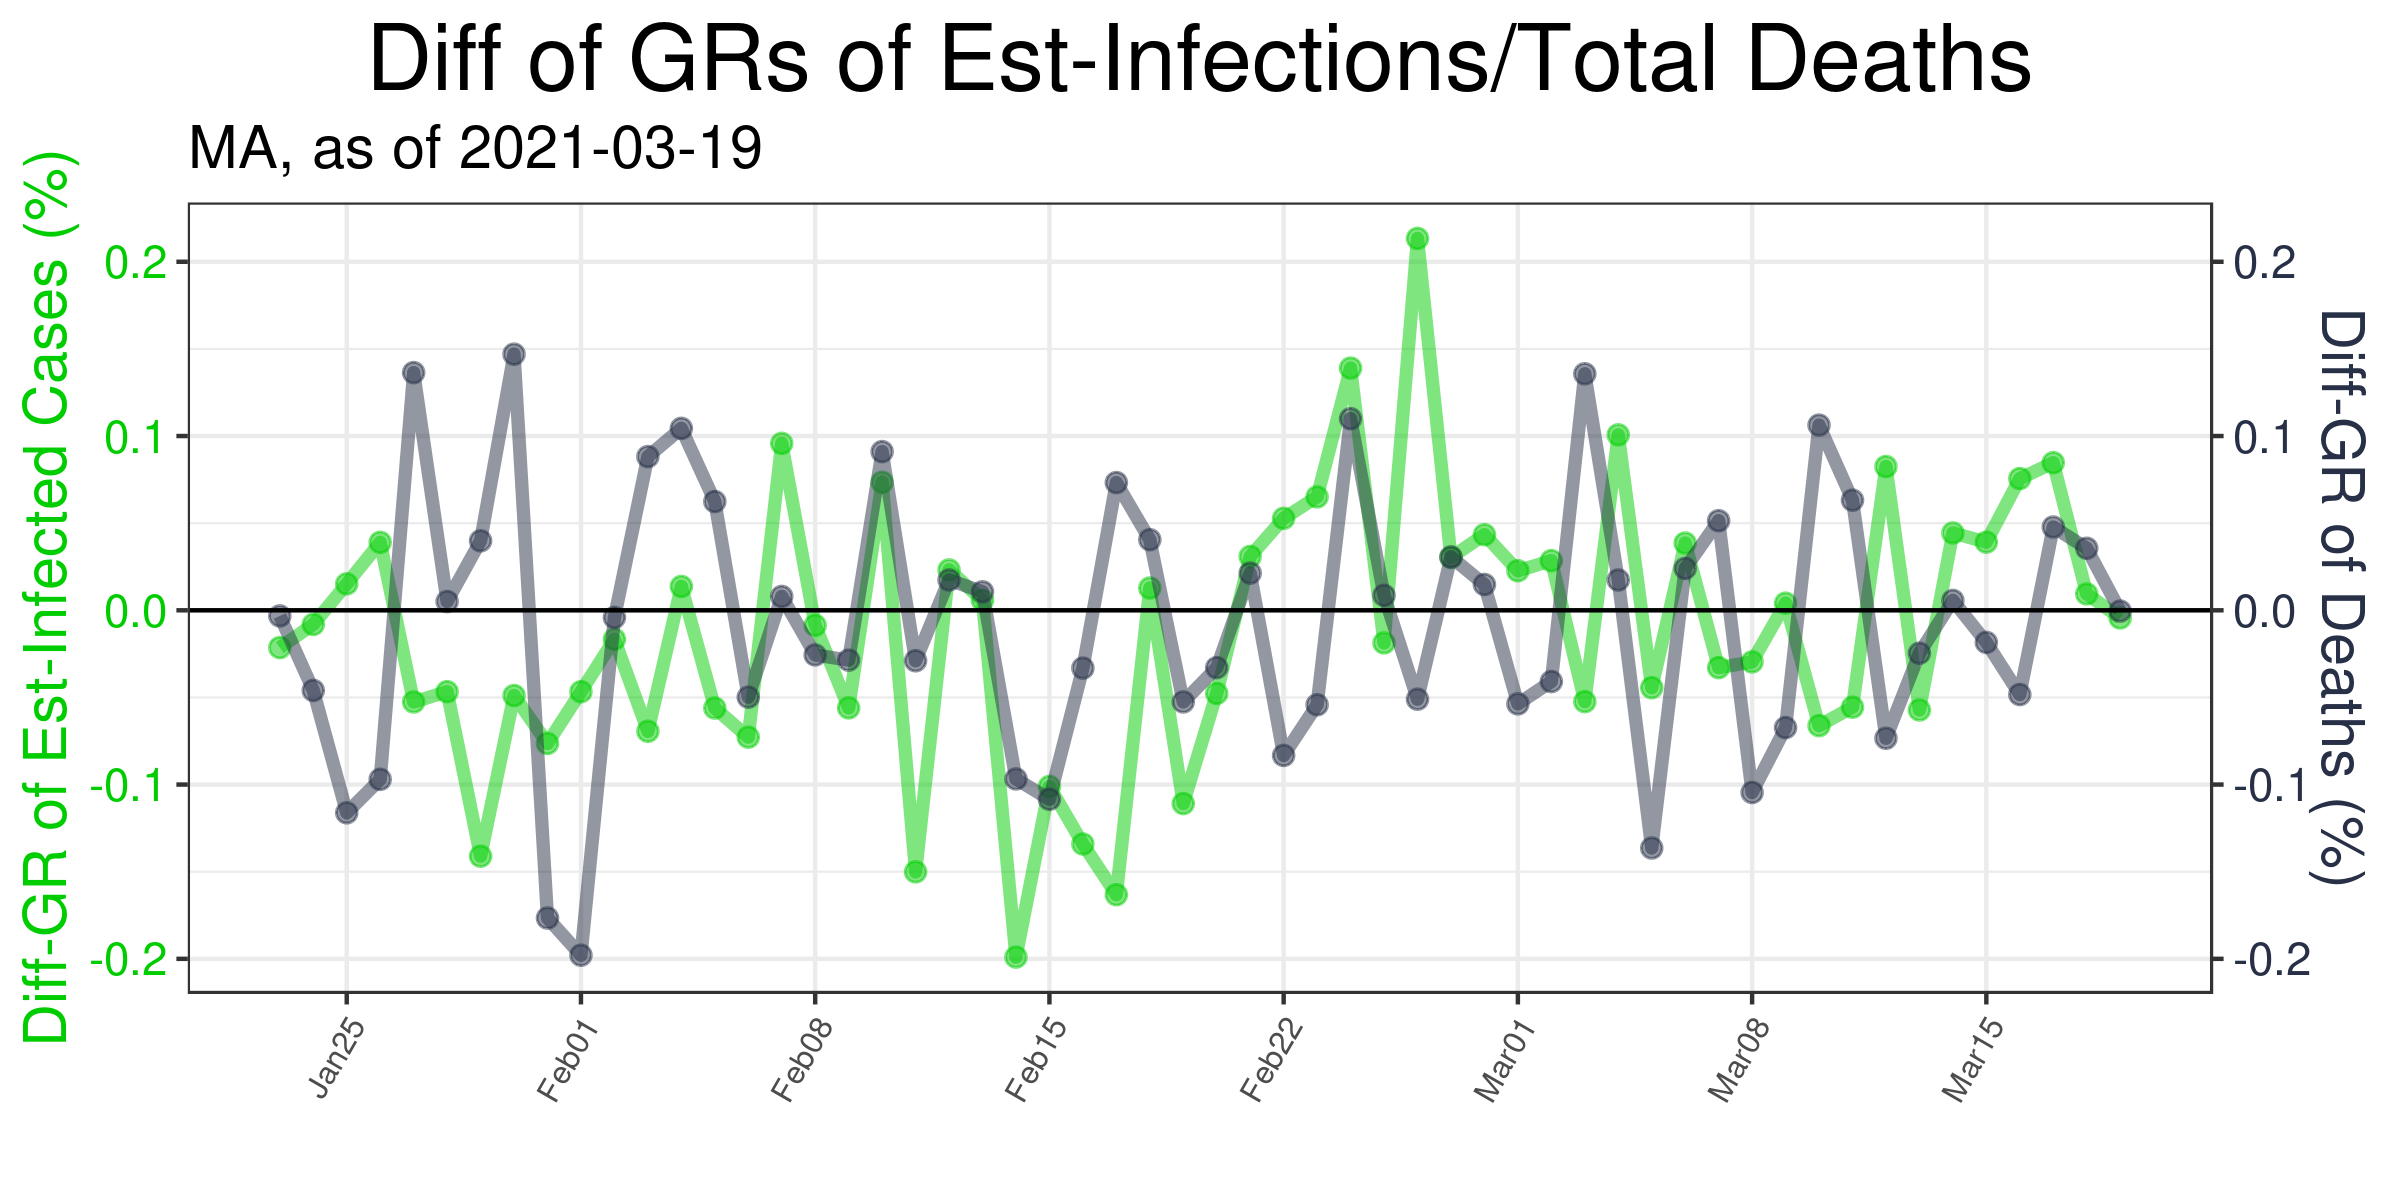 Diff of GRs of Est-Infections/Total Deaths
MA, as of 2021-03-19
Diff-GR of Est-Infected Cases (%)
0.2
0.1
0.0
-0.1
-0.2
0.2
0.1
0.0
-0.1
-0.2
Diff-GR of Deaths (%)
Jan25
Feb01
Feb08
Feb15
Feb22
Mar01
Mar08
Mar15